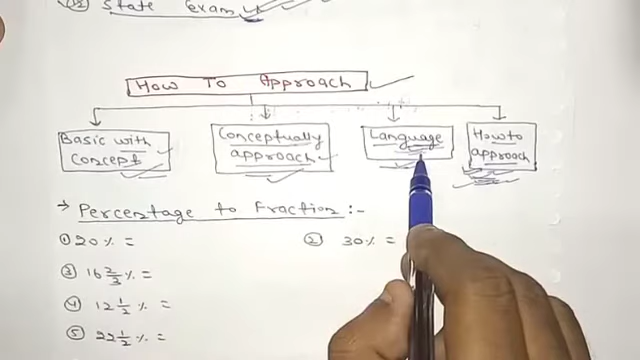 (12) State exam
How To Approach
Basic with concept
Conceptually approach
Language
How to approach
→ Percentage to Fraction :-
① 20% =
② 30% =
③ 16 2/3 % =
④ 12 1/2 % =
⑤ 22 1/2 % =